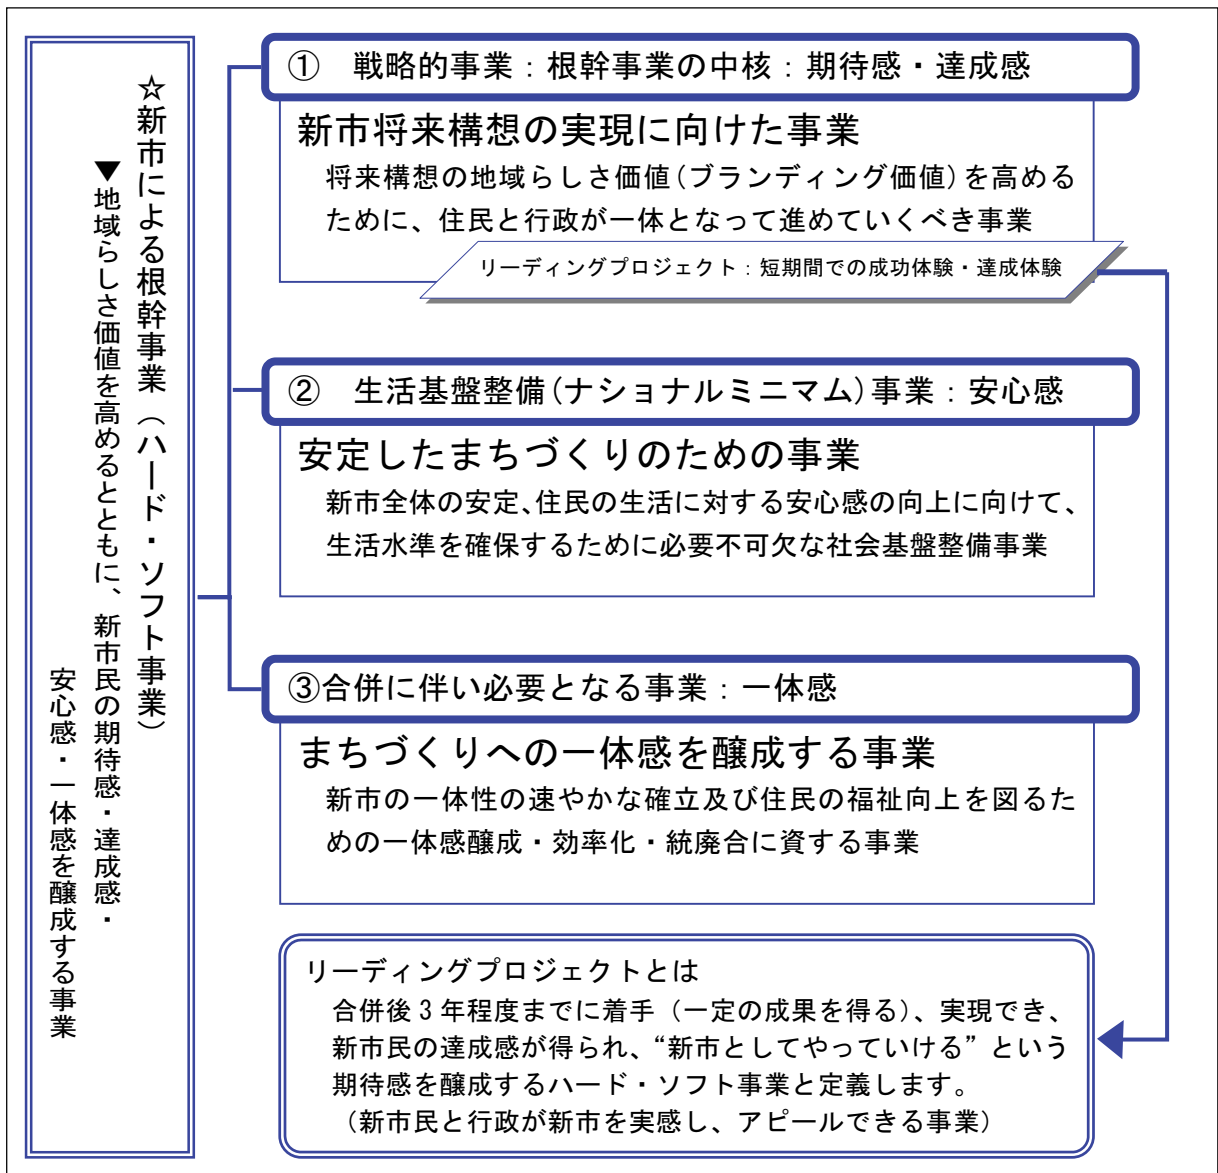 ☆新市による根幹事業（ハード・ソフト事業）
▼地域らしさ価値を高めるとともに、新市民の期待感・達成感・
安心感・一体感を醸成する事業
①　戦略的事業：根幹事業の中核：期待感・達成感
新市将来構想の実現に向けた事業
将来構想の地域らしさ価値(ブランディング価値)を高める
ために、住民と行政が一体となって進めていくべき事業
リーディングプロジェクト：短期間での成功体験・達成体験
②　生活基盤整備(ナショナルミニマム)事業：安心感
安定したまちづくりのための事業
新市全体の安定、住民の生活に対する安心感の向上に向けて、
生活水準を確保するために必要不可欠な社会基盤整備事業
③合併に伴い必要となる事業：一体感
まちづくりへの一体感を醸成する事業
新市の一体性の速やかな確立及び住民の福祉向上を図るた
めの一体感醸成・効率化・統廃合に資する事業
リーディングプロジェクトとは
合併後3年程度までに着手（一定の成果を得る）、実現でき、
新市民の達成感が得られ、“新市としてやっていける”という
期待感を醸成するハード・ソフト事業と定義します。
（新市民と行政が新市を実感し、アピールできる事業）